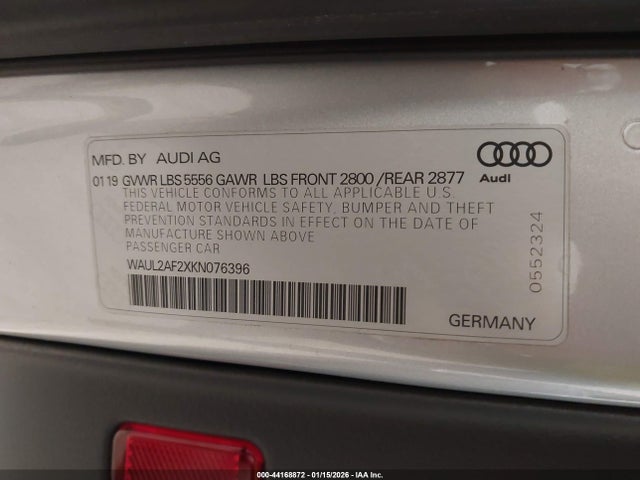 MFD. BY AUDI AG
Audi
01 19 GVWR LBS 5556 GAWR LBS FRONT 2800 /REAR 2877
THIS VEHICLE CONFORMS TO ALL APPLICABLE U.S.
FEDERAL MOTOR VEHICLE SAFETY, BUMPER AND THEFT
PREVENTION STANDARDS IN EFFECT ON THE DATE OF
MANUFACTURE SHOWN ABOVE
PASSENGER CAR
WAUL2AF2XKN076396
0552324
GERMANY
000-44168872 - 01/15/2026 - IAA Inc.